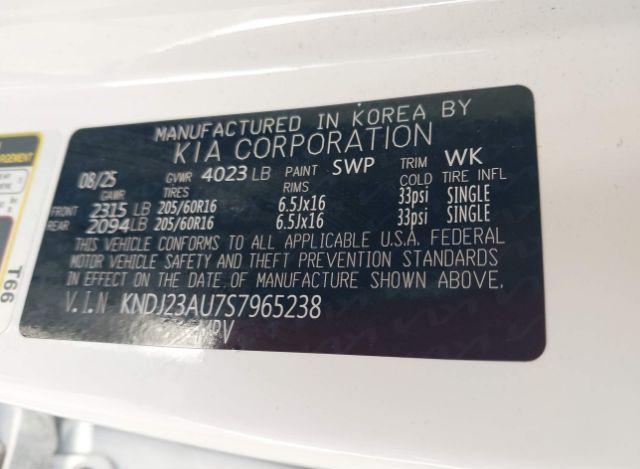 MANUFACTURED IN KOREA BY
KIA CORPORATION
08/25 GVWR 4023 LB PAINT SWP TRIM WK
GAWR TIRES RIMS COLD TIRE INFL
FRONT 2315 LB 205/60R16 6.5Jx16 33psi SINGLE
REAR 2094 LB 205/60R16 6.5Jx16 33psi SINGLE
THIS VEHICLE CONFORMS TO ALL APPLICABLE U.S.A. FEDERAL
MOTOR VEHICLE SAFETY AND THEFT PREVENTION STANDARDS
IN EFFECT ON THE DATE OF MANUFACTURE SHOWN ABOVE.
V.I.N KNDJ23AU7S7965238
MPV
T66